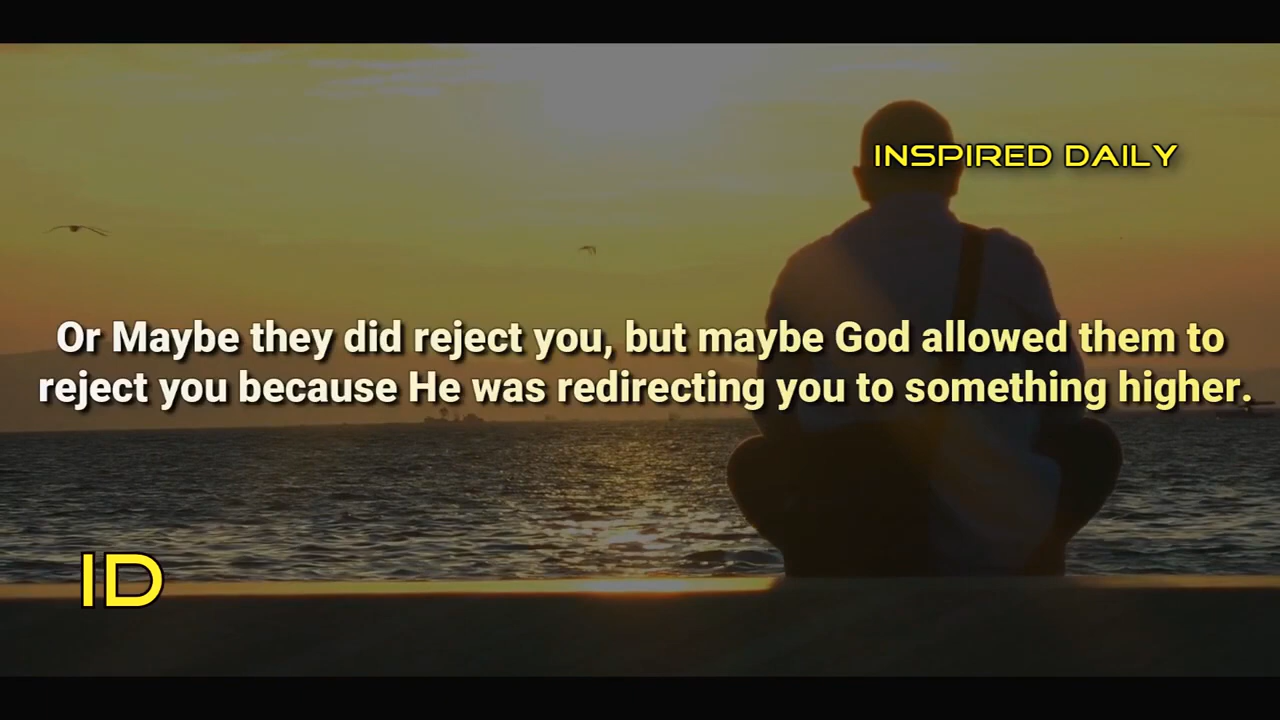 INSPIRED DAILY
Or Maybe they did reject you, but maybe God allowed them to
reject you because He was redirecting you to something higher.
ID